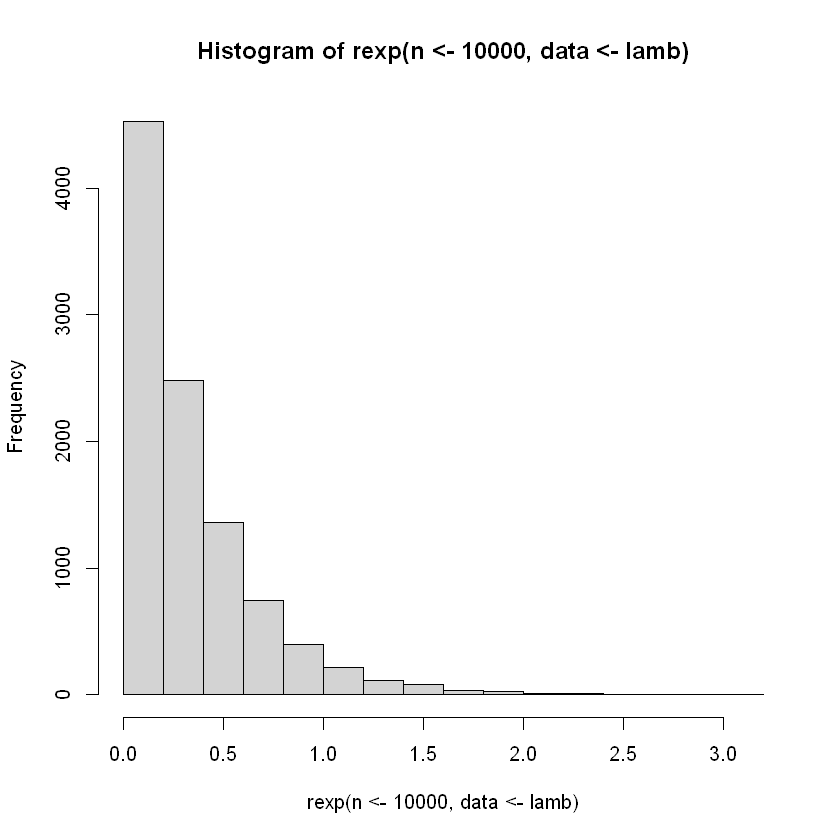 Histogram of rexp(n <- 10000, data <- lamb)
Frequency
4000
3000
2000
1000
0
0.0 0.5 1.0 1.5 2.0 2.5 3.0
rexp(n <- 10000, data <- lamb)